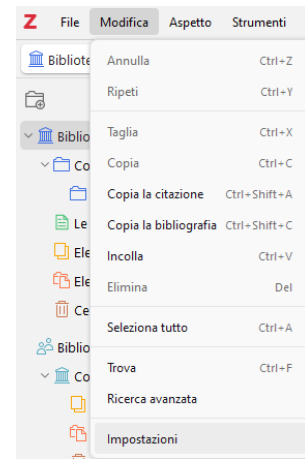 Z File Modifica Aspetto Strumenti
Bibliote
Annulla Ctrl+Z
Ripeti Ctrl+Y
Biblio
Taglia Ctrl+X
Co
Copia Ctrl+C
Copia la citazione Ctrl+Shift+C
Le
Copia la bibliografia Ctrl+Shift+C
Ele
Incolla Ctrl+V
Ele
Elimina Del
Ce
Seleziona tutto Ctrl+A
Biblio
Trova Ctrl+F
Co
Ricerca avanzata
Impostazioni